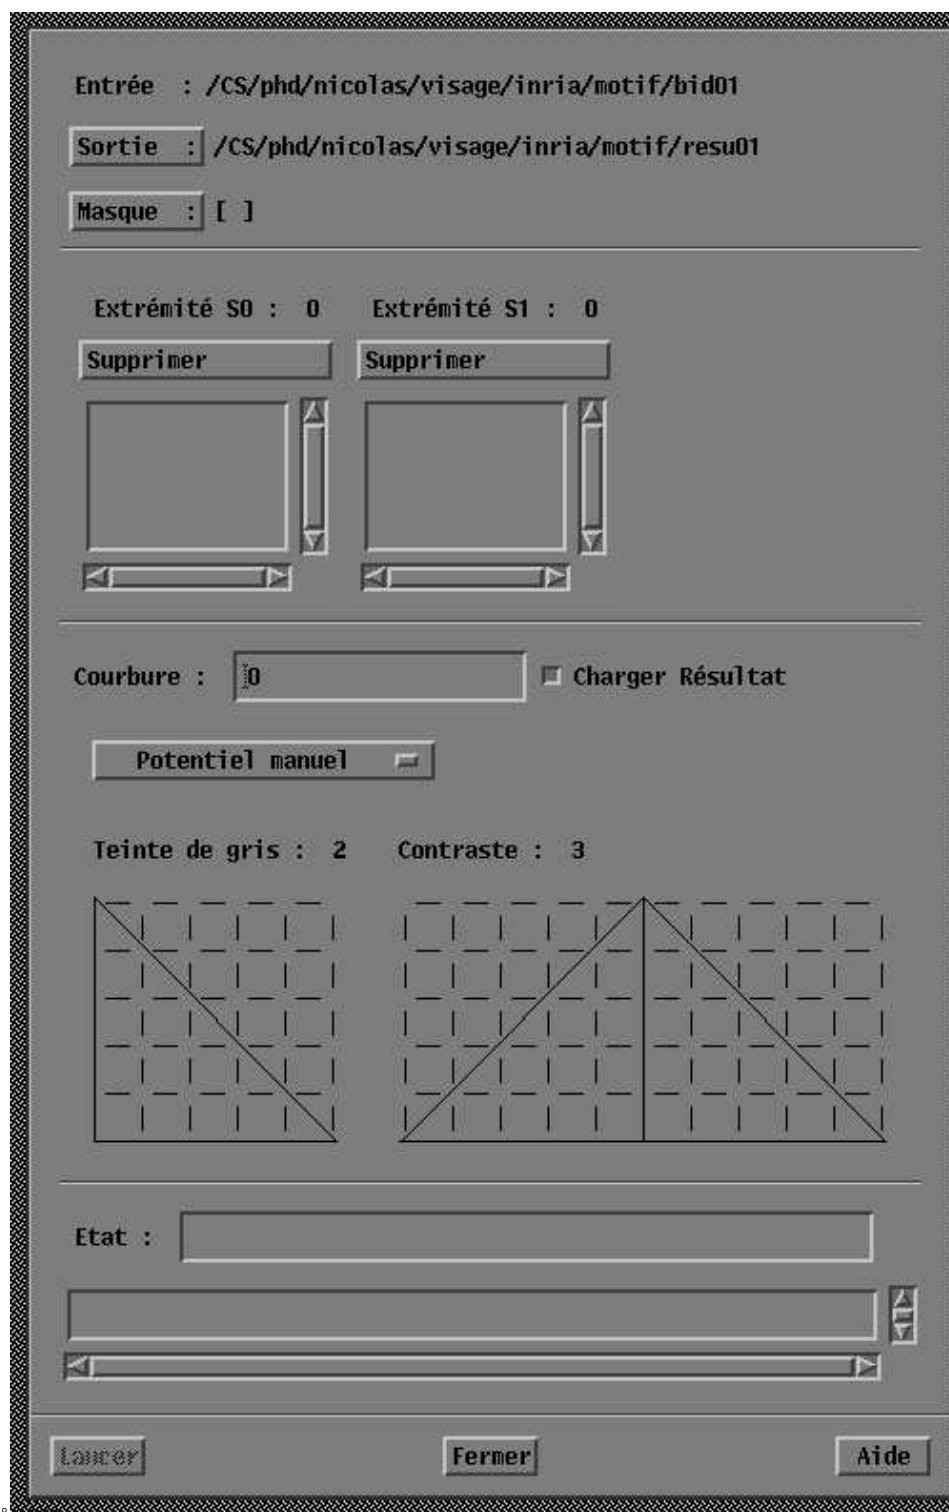 Entrée : /CS/phd/nicolas/visage/inria/motif/bid01
Sortie : /CS/phd/nicolas/visage/inria/motif/resu01
Masque : [ ]
Extrémité S0 : 0 Extrémité S1 : 0
Supprimer Supprimer
Courbure : 0 Charger Résultat
Potentiel manuel
Teinte de gris : 2 Contraste : 3
Etat :
Lancer Fermer Aide